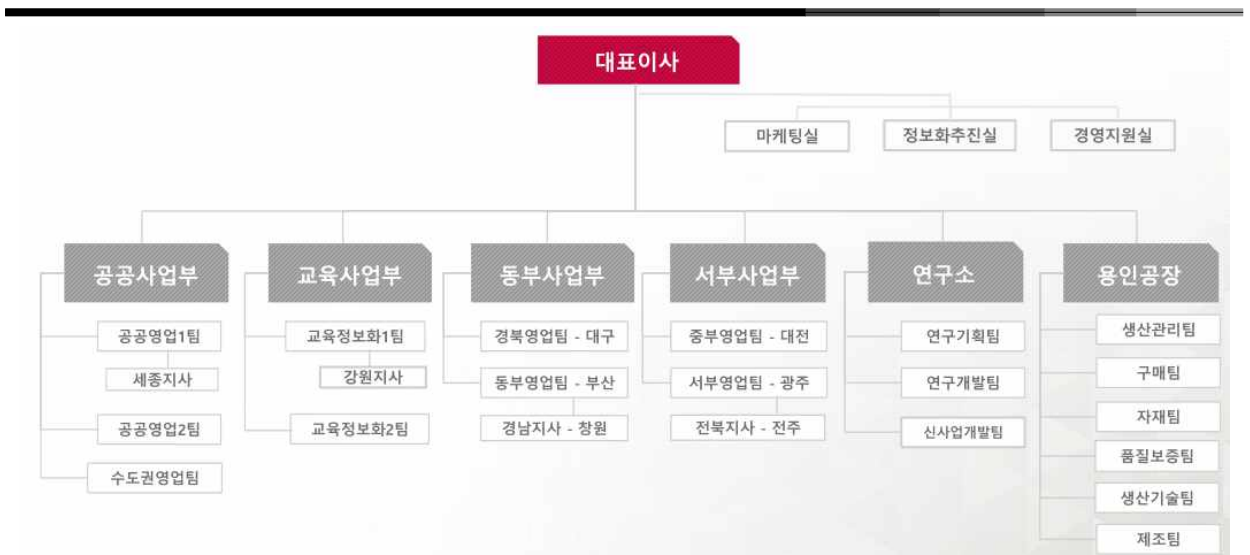 대표이사
마케팅실
정보화추진실
경영지원실
공공사업부
교육사업부
동부사업부
서부사업부
연구소
용인공장
공공영업1팀
세종지사
공공영업2팀
수도권영업팀
교육정보화1팀
강원지사
교육정보화2팀
경북영업팀 - 대구
동부영업팀 - 부산
경남지사 - 창원
중부영업팀 - 대전
서부영업팀 - 광주
전북지사 - 전주
연구기획팀
연구개발팀
신사업개발팀
생산관리팀
구매팀
자재팀
품질보증팀
생산기술팀
제조팀